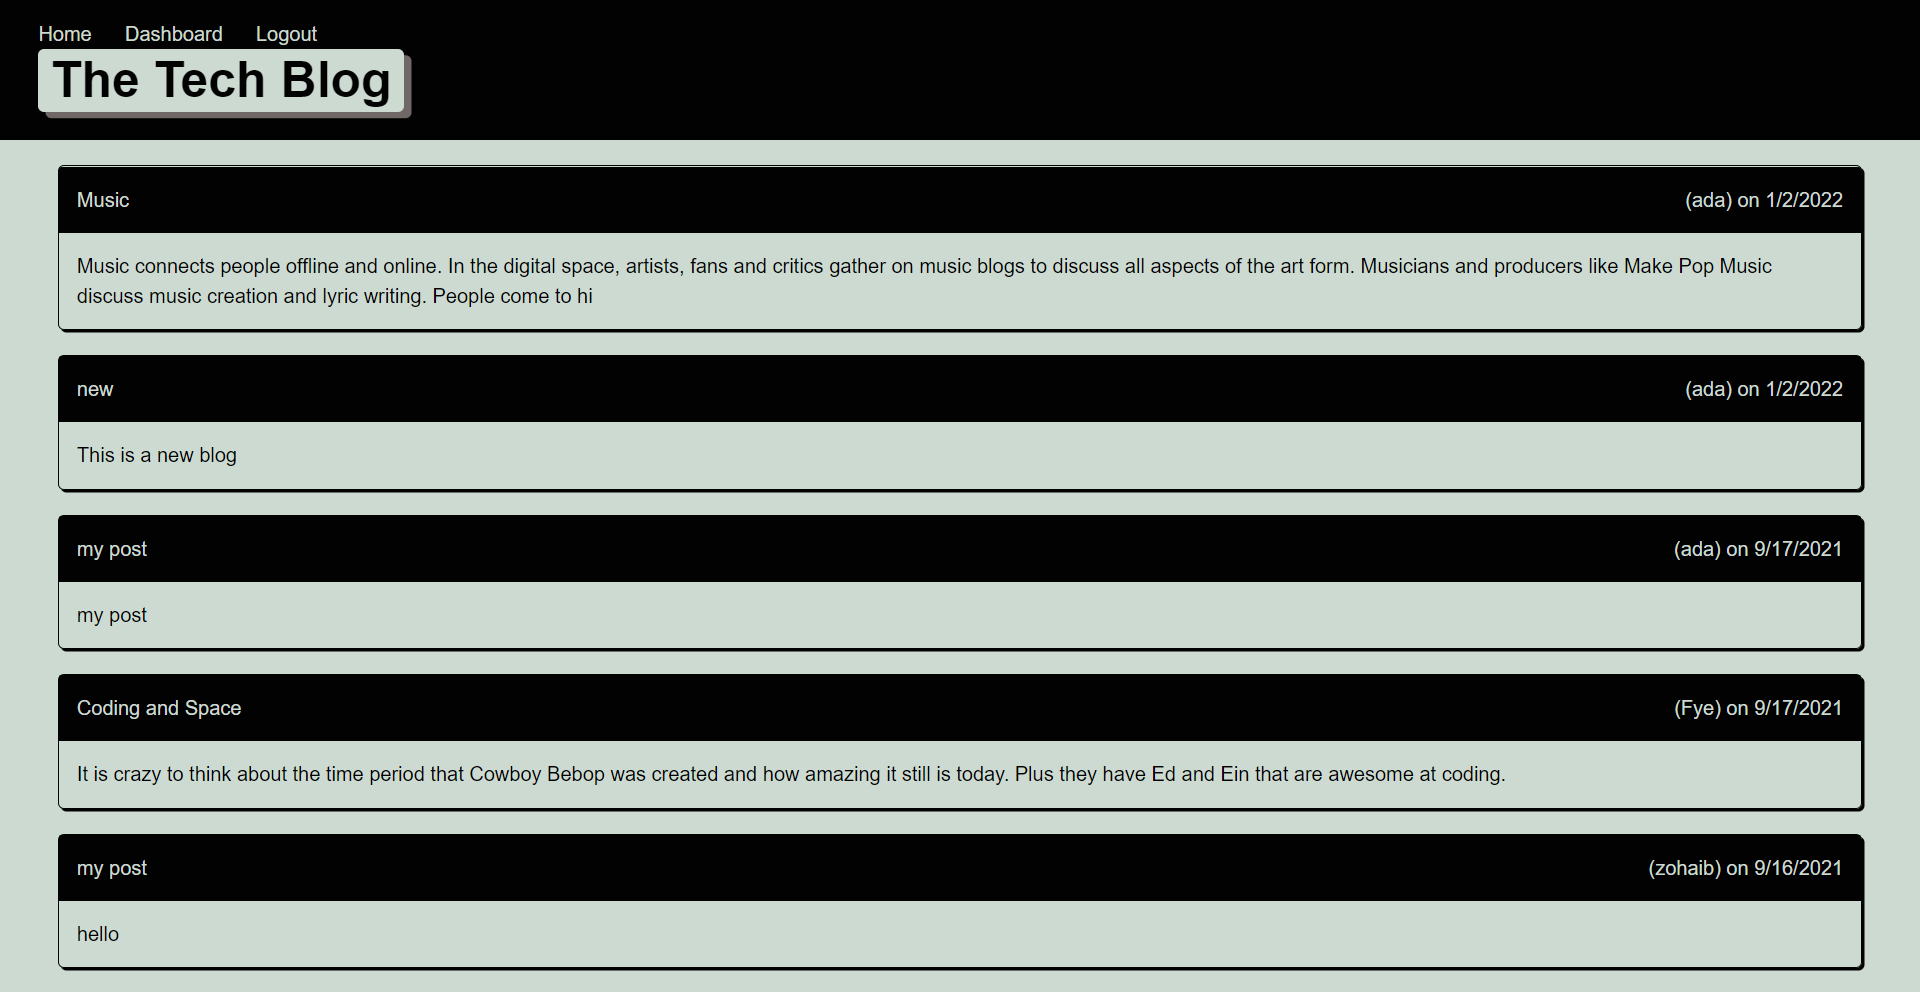 Home Dashboard Logout
The Tech Blog
Music (ada) on 1/2/2022
Music connects people offline and online. In the digital space, artists, fans and critics gather on music blogs to discuss all aspects of the art form. Musicians and producers like Make Pop Music
discuss music creation and lyric writing. People come to hi
new (ada) on 1/2/2022
This is a new blog
my post (ada) on 9/17/2021
my post
Coding and Space (Fye) on 9/17/2021
It is crazy to think about the time period that Cowboy Bebop was created and how amazing it still is today. Plus they have Ed and Ein that are awesome at coding.
my post (zohaib) on 9/16/2021
hello